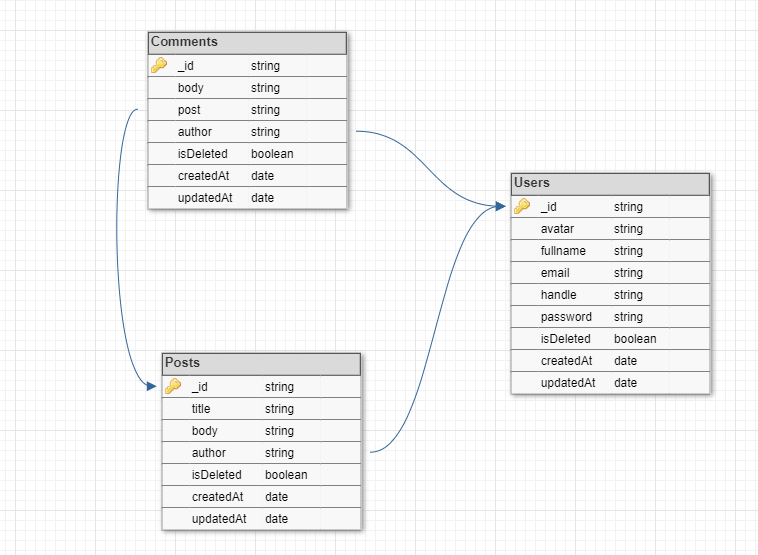 Comments
_id string
body string
post string
author string
isDeleted boolean
createdAt date
updatedAt date
Users
_id string
avatar string
fullname string
email string
handle string
password string
isDeleted boolean
createdAt date
updatedAt date
Posts
_id string
title string
body string
author string
isDeleted boolean
createdAt date
updatedAt date